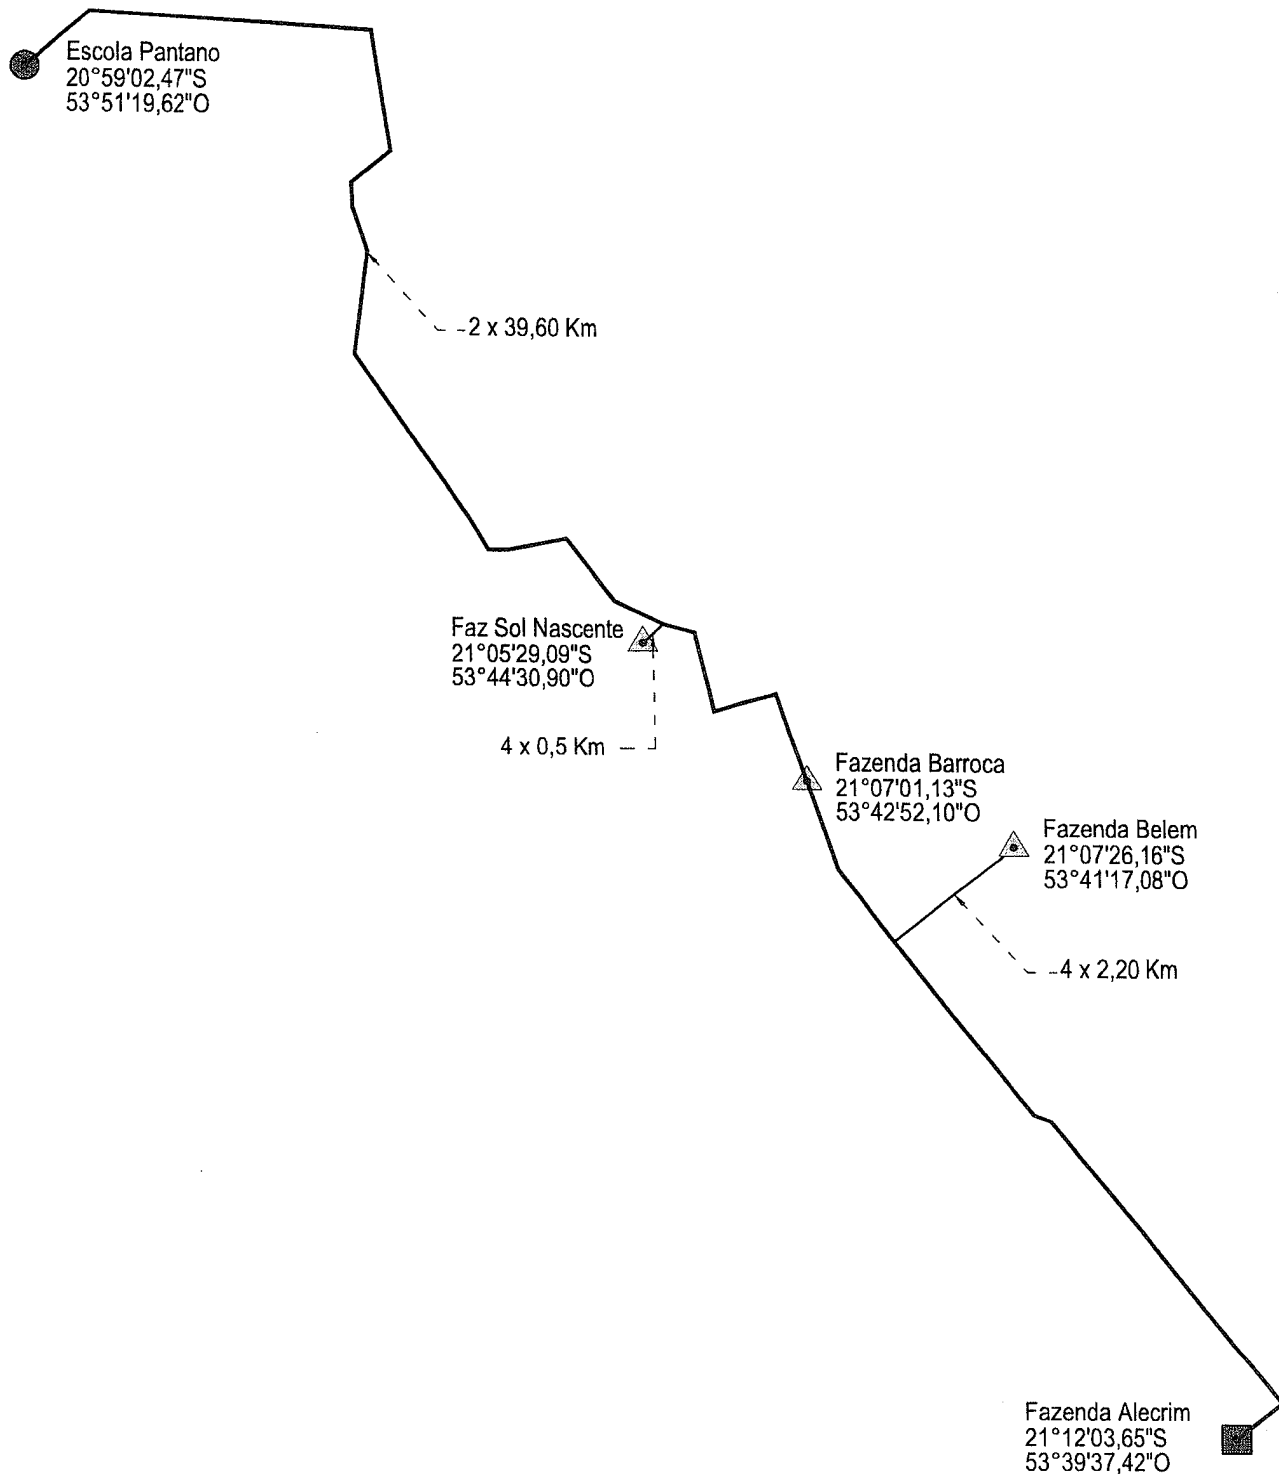 Escola Pantano
20°59'02,47"S
53°51'19,62"O
2 x 39,60 Km
Faz Sol Nascente
21°05'29,09"S
53°44'30,90"O
4 x 0,5 Km
Fazenda Barroca
21°07'01,13"S
53°42'52,10"O
Fazenda Belem
21°07'26,16"S
53°41'17,08"O
4 x 2,20 Km
Fazenda Alecrim
21°12'03,65"S
53°39'37,42"O